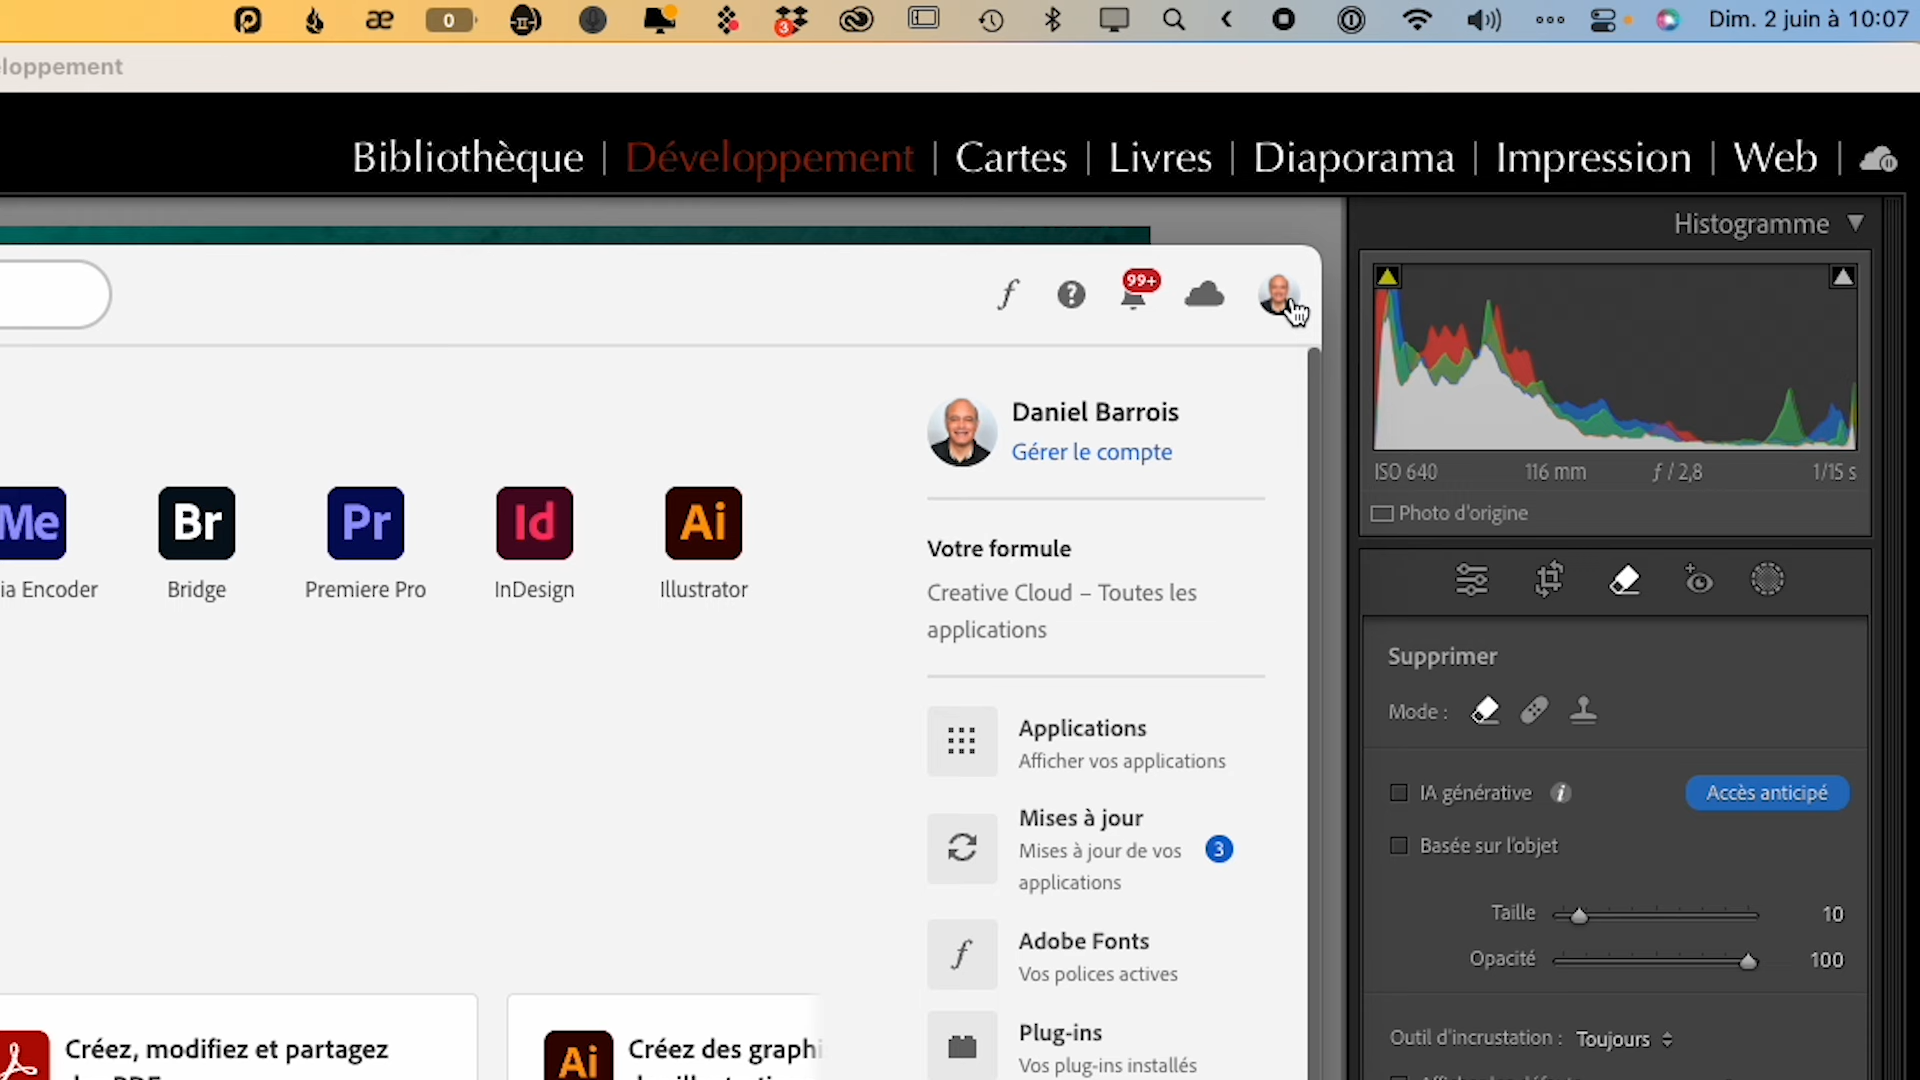 0
3
Dim. 2 juin à 10:07
loppement
Bibliothèque | Développement | Cartes | Livres | Diaporama | Impression | Web |
Histogramme
f
99+
ISO 640 116 mm ƒ / 2,8 1/15 s
Photo d'origine
Daniel Barrois
Gérer le compte
Me
Br
Pr
Id
Ai
ia Encoder
Bridge
Premiere Pro
InDesign
Illustrator
Votre formule
Creative Cloud – Toutes les
applications
Supprimer
Mode :
Applications
Afficher vos applications
IA générative
Accès anticipé
Mises à jour
Mises à jour de vos
applications
3
Basée sur l'objet
Taille 10
Opacité 100
f
Adobe Fonts
Vos polices actives
Plug-ins
Vos plug-ins installés
Outil d'incrustation : Toujours
Créez, modifiez et partagez
Ai
Créez des graph